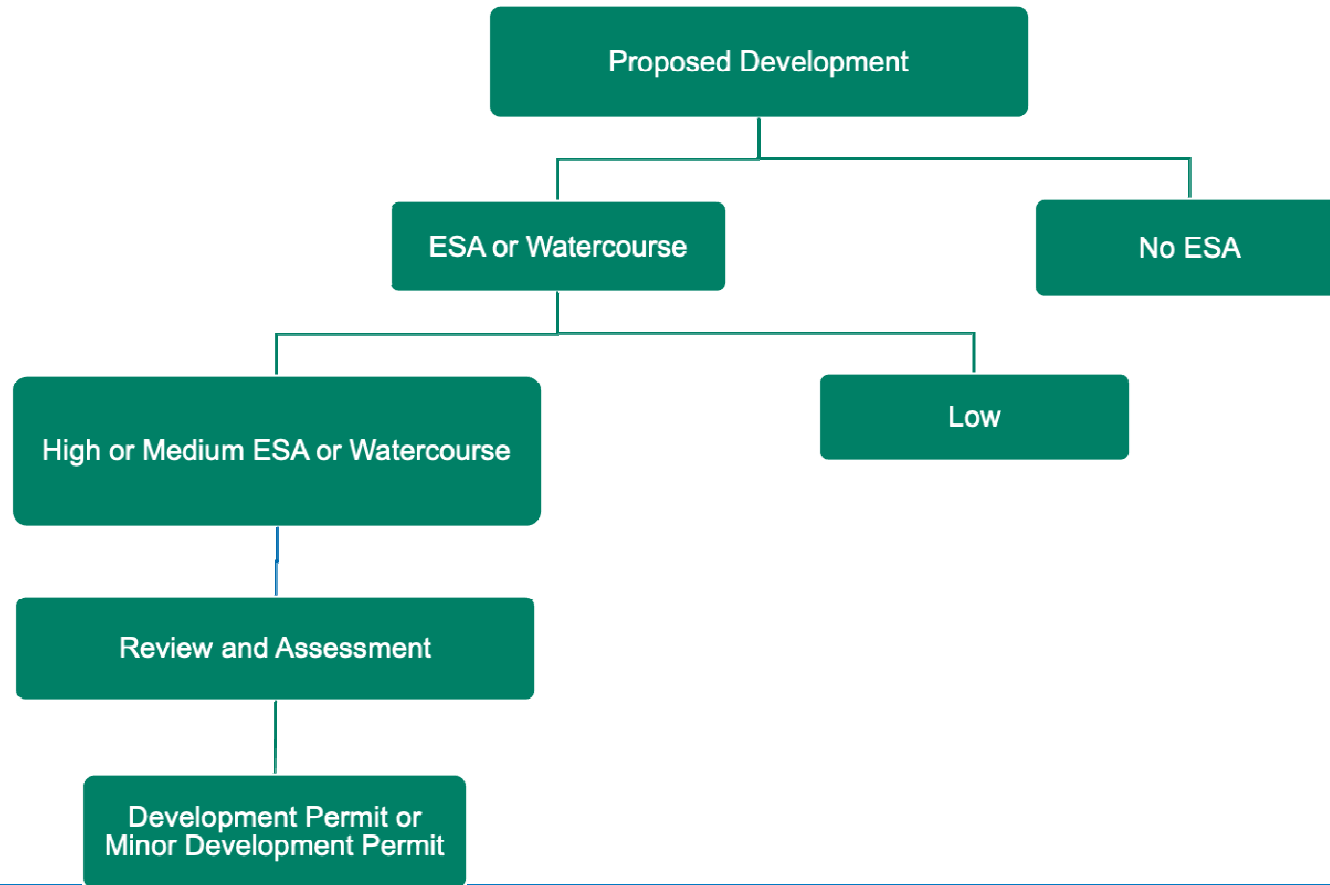 Proposed Development
ESA or Watercourse
No ESA
High or Medium ESA or Watercourse
Low
Review and Assessment
Development Permit or
Minor Development Permit